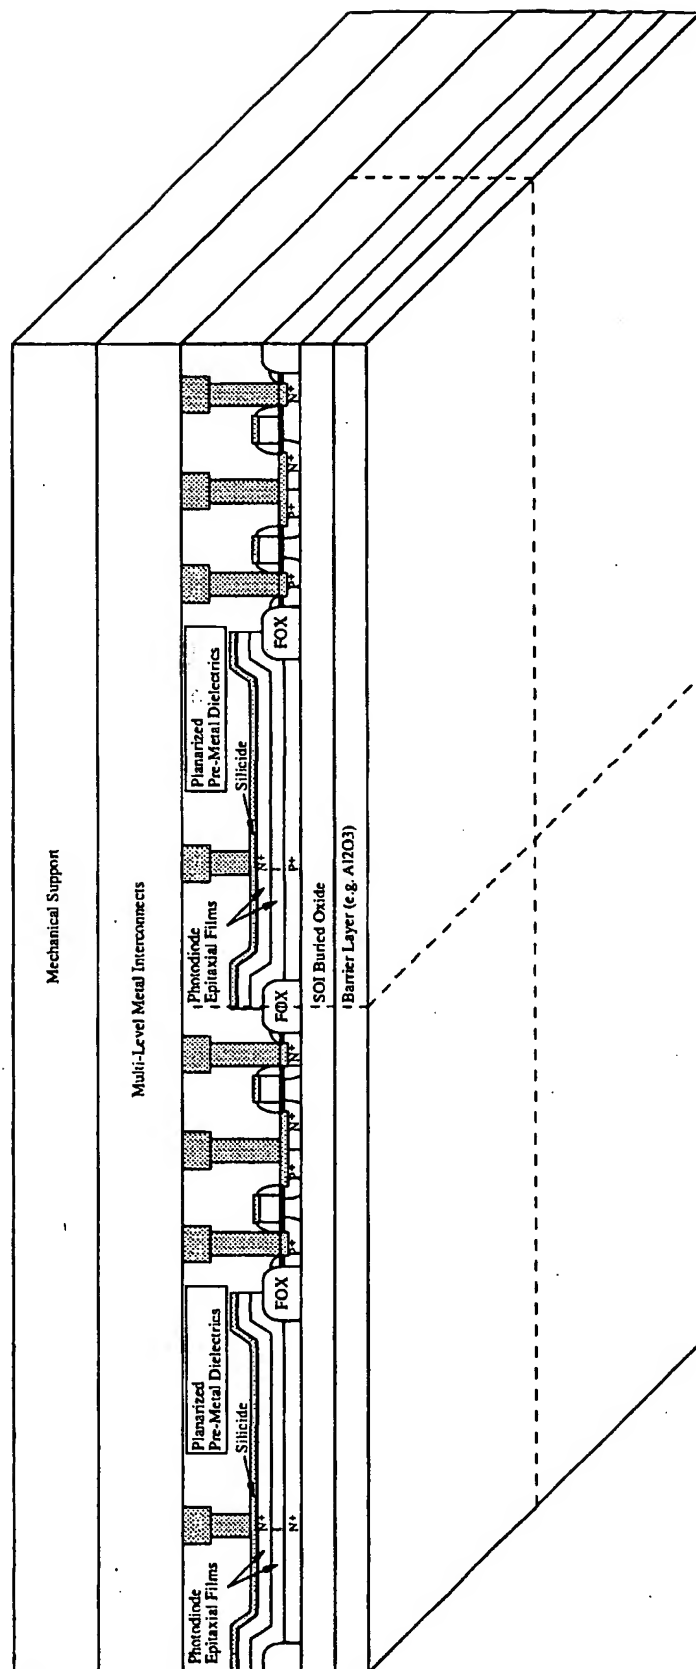 Mechanical Support
Multi-Level Metal Interconnects
Photodiode
Epitaxial Films
Silicide
Planarized
Pre-Metal Dielectrics
N+
N+
FOX
P+
P+
N+
N+
FOX
Photodiode
Epitaxial Films
Silicide
Planarized
Pre-Metal Dielectrics
N+
P+
FOX
P+
P+
N+
N+
SOI Buried Oxide
Barrier Layer (e.g. Al2O3)